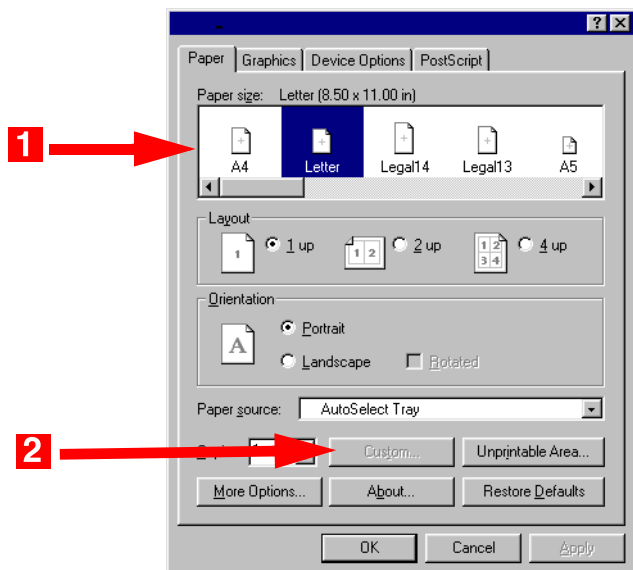 Paper Graphics Device Options PostScript
Paper size: Letter (8.50 x 11.00 in)
1
A4 Letter Legal14 Legal13 A5
Layout
1 1 up 1 2 2 up 1 2 3 4 4 up
Orientation
A Portrait
Landscape Rotated
Paper source: AutoSelect Tray
2
Custom... Unprintable Area...
More Options... About... Restore Defaults
OK Cancel Apply